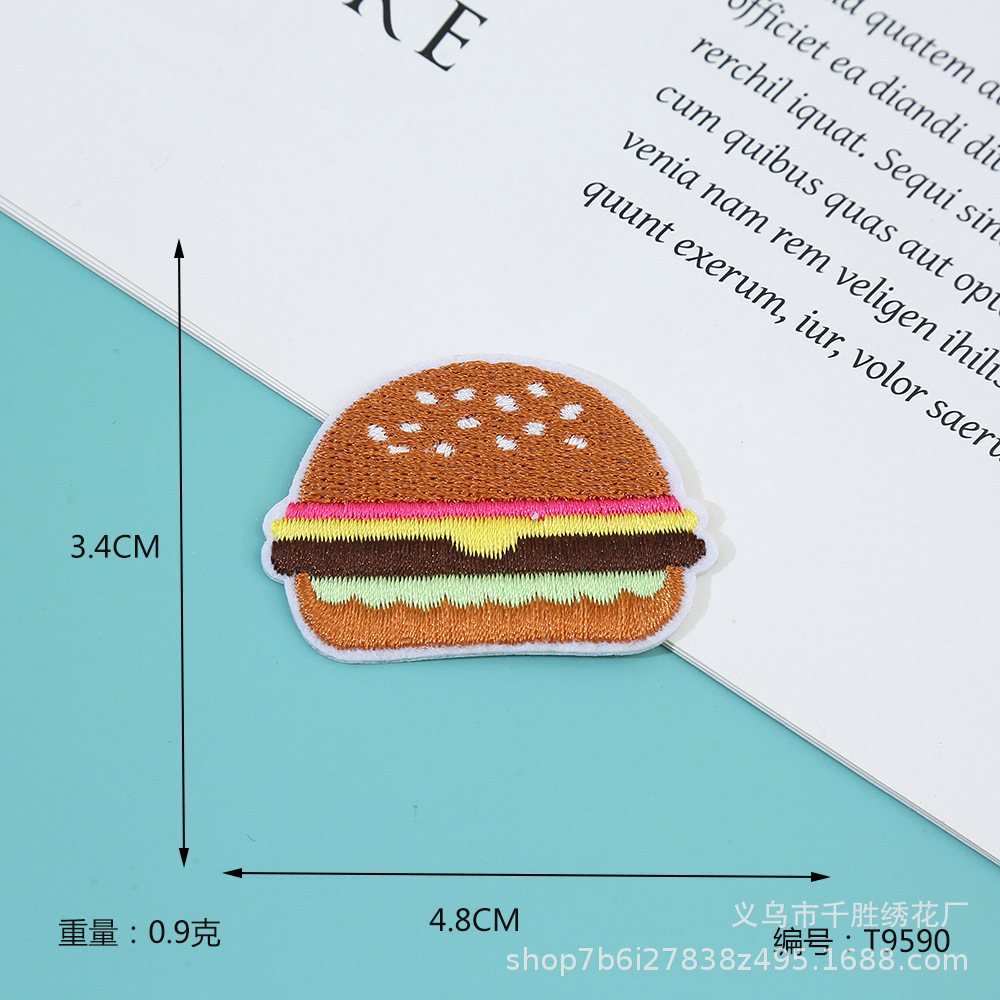 RE
a quatem a
officiet ea diandi dit
rerchil iquat. Sequi sin
cum quibus quas aut opt
venia nam rem veligen ihilis
quunt exerum, iur, volor saeru
3.4CM
4.8CM
重量：0.9克
义乌市千胜绣花厂
编号：T9590
shop7b6i27838z495.1688.com